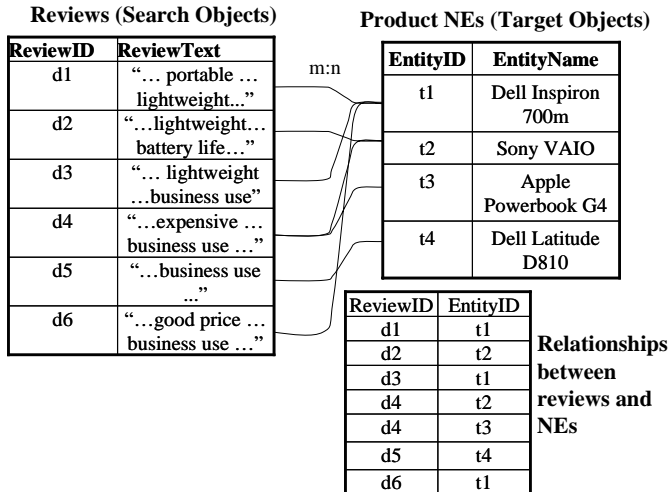 Reviews (Search Objects)
ReviewID ReviewText
d1 “… portable …
lightweight...”
d2 “…lightweight…
battery life…”
d3 “… lightweight
…business use”
d4 “…expensive …
business use …”
d5 “…business use
...”
d6 “…good price …
business use …”
m:n
Product NEs (Target Objects)
EntityID EntityName
t1 Dell Inspiron
700m
t2 Sony VAIO
t3 Apple
Powerbook G4
t4 Dell Latitude
D810
ReviewID EntityID
d1 t1
d2 t2
d3 t1
d4 t2
d4 t3
d5 t4
d6 t1
Relationships
between
reviews and
NEs